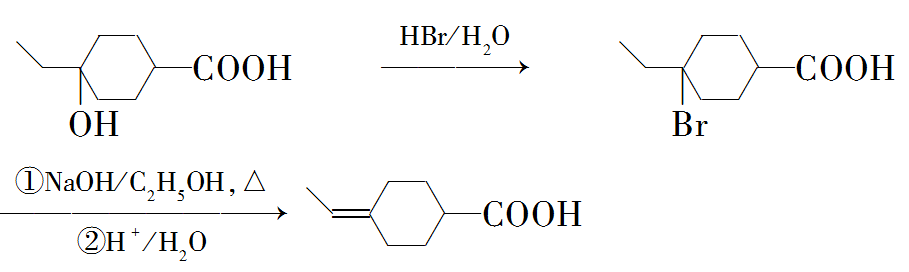 HBr/H₂O
COOH
COOH
OH
Br
①NaOH/C₂H₅OH,△
②H⁺/H₂O
COOH